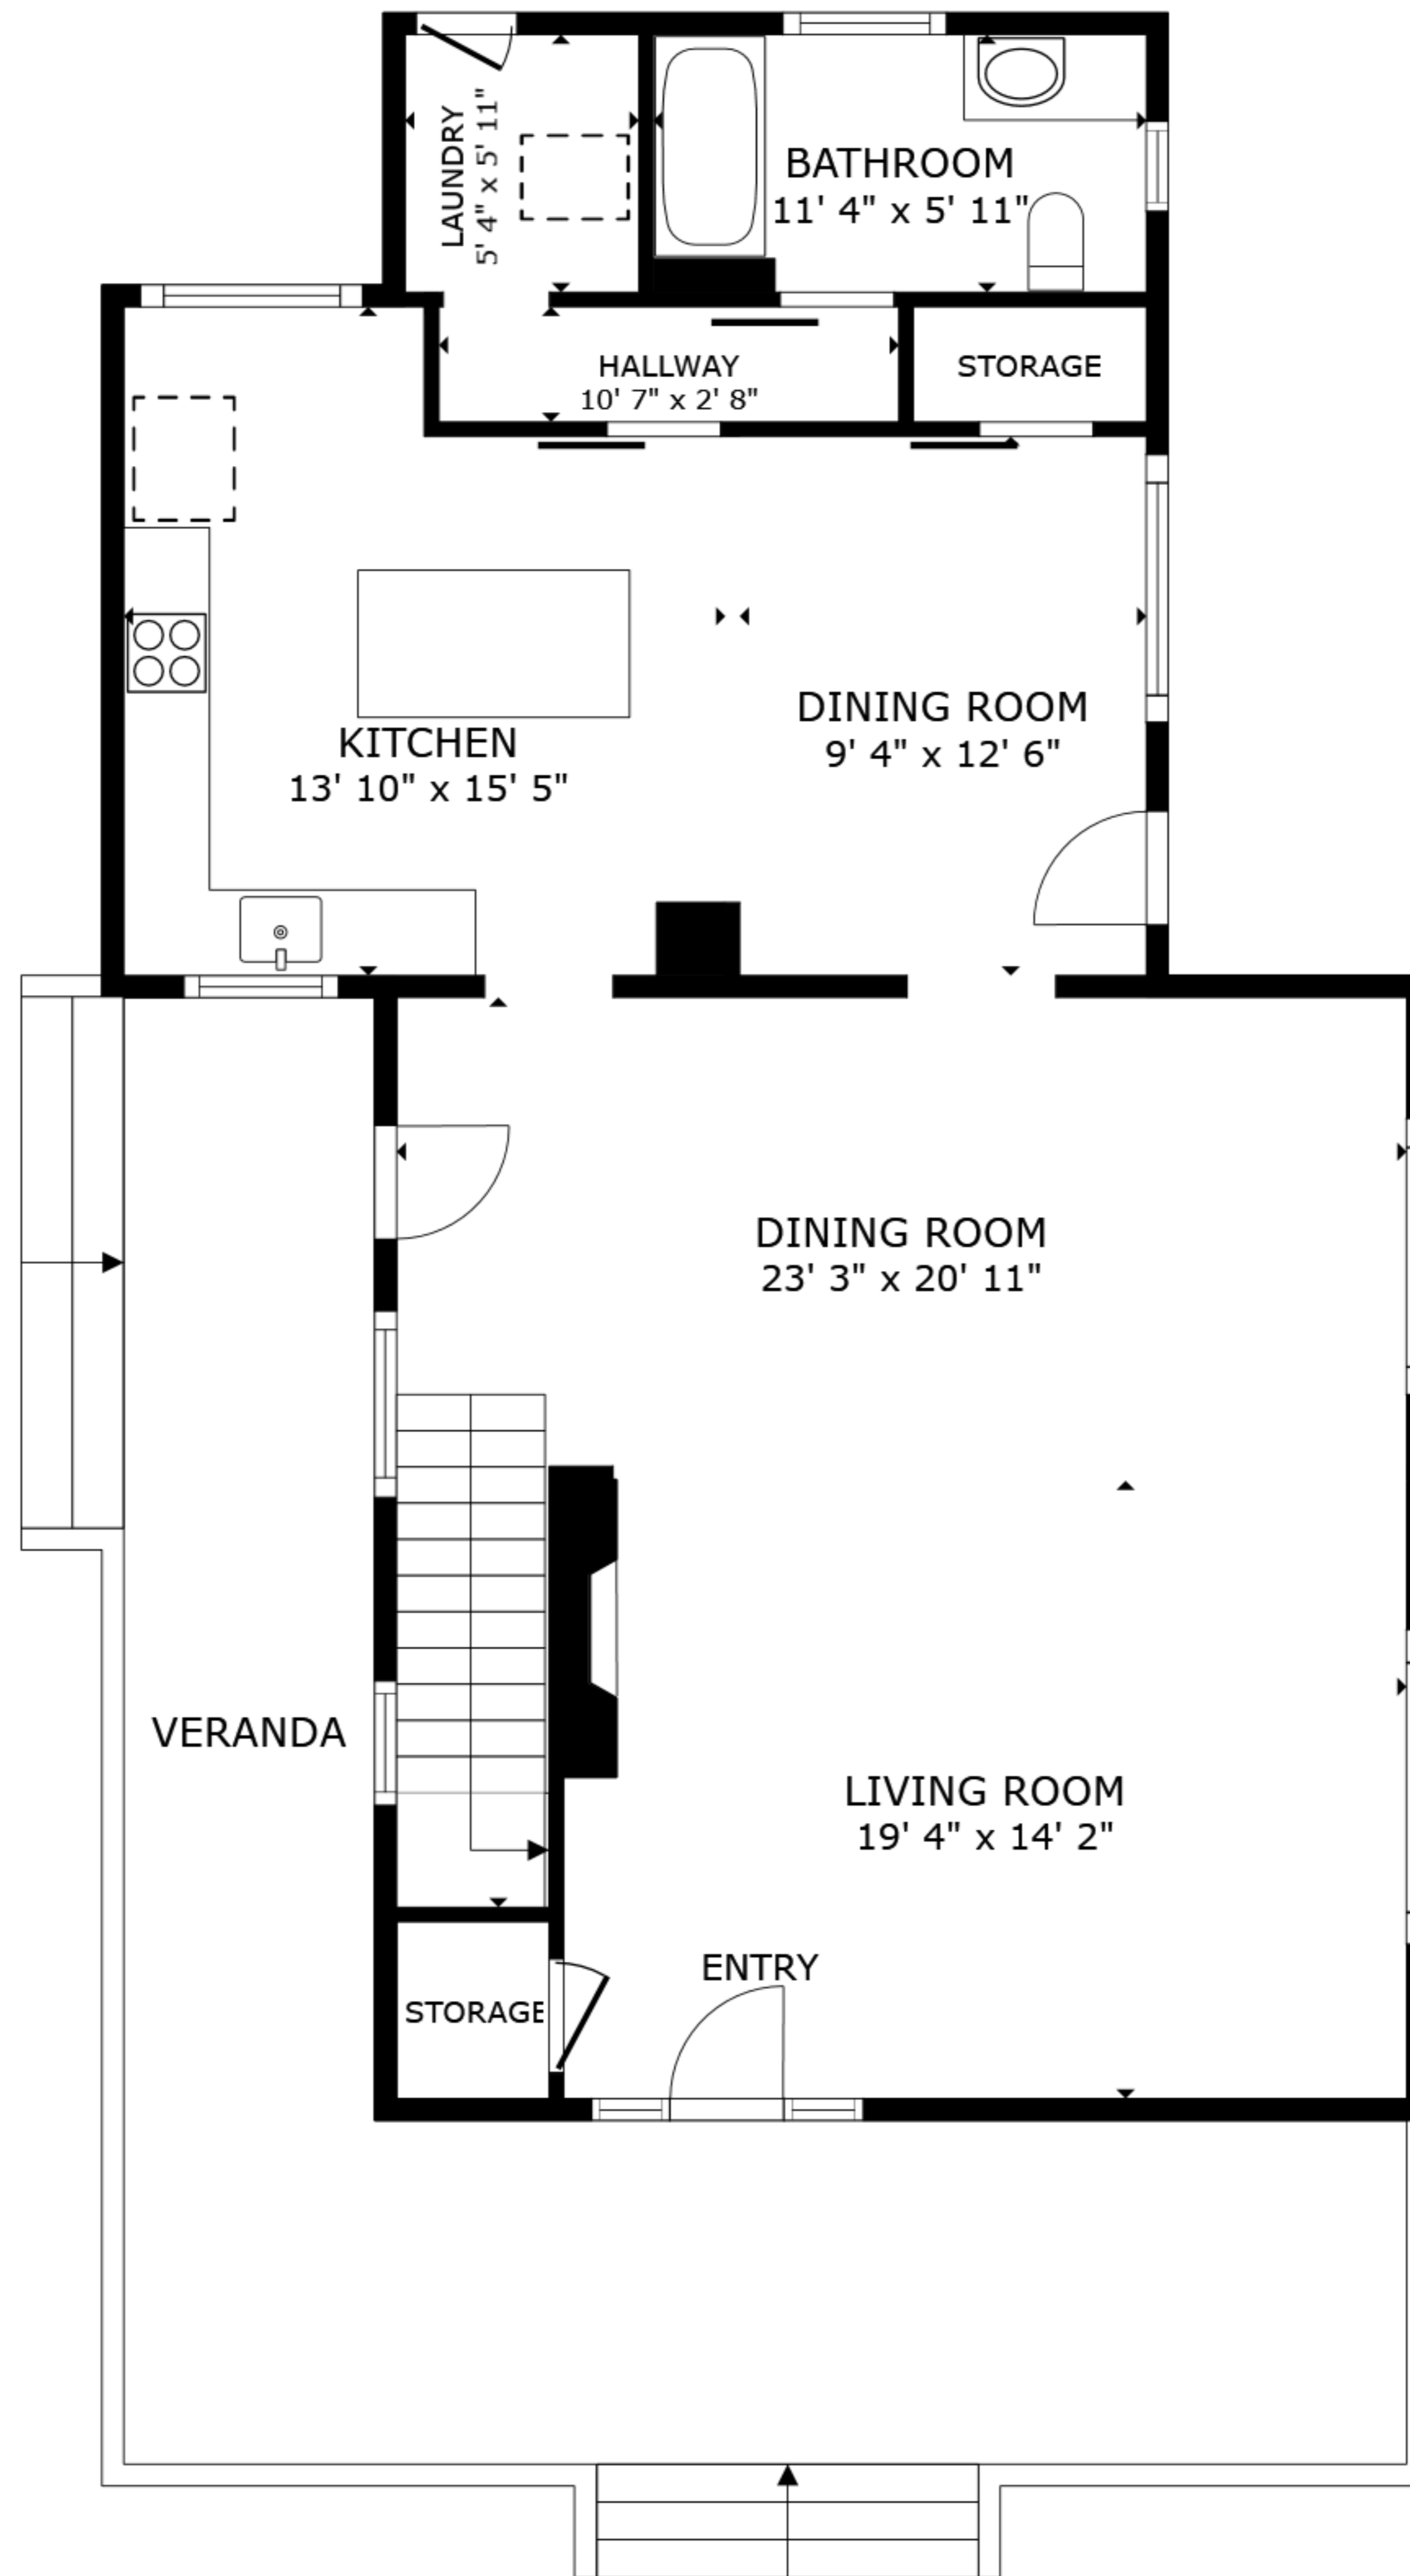 LAUNDRY
5' 4" x 5' 11"
BATHROOM
11' 4" x 5' 11"
HALLWAY
10' 7" x 2' 8"
STORAGE
DINING ROOM
9' 4" x 12' 6"
KITCHEN
13' 10" x 15' 5"
DINING ROOM
23' 3" x 20' 11"
VERANDA
LIVING ROOM
19' 4" x 14' 2"
ENTRY
STORAGE